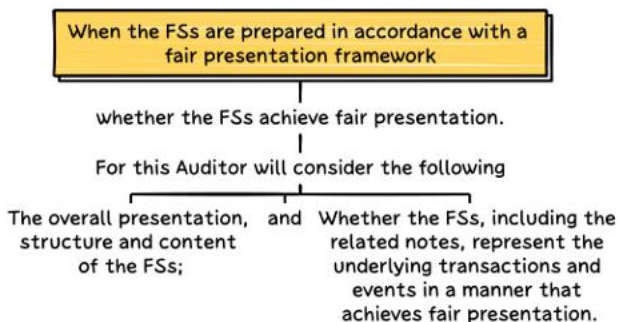 When the FSs are prepared in accordance with a
fair presentation framework
whether the FSs achieve fair presentation.
For this Auditor will consider the following
The overall presentation,
structure and content
of the FSs;
and
Whether the FSs, including the
related notes, represent the
underlying transactions and
events in a manner that
achieves fair presentation.